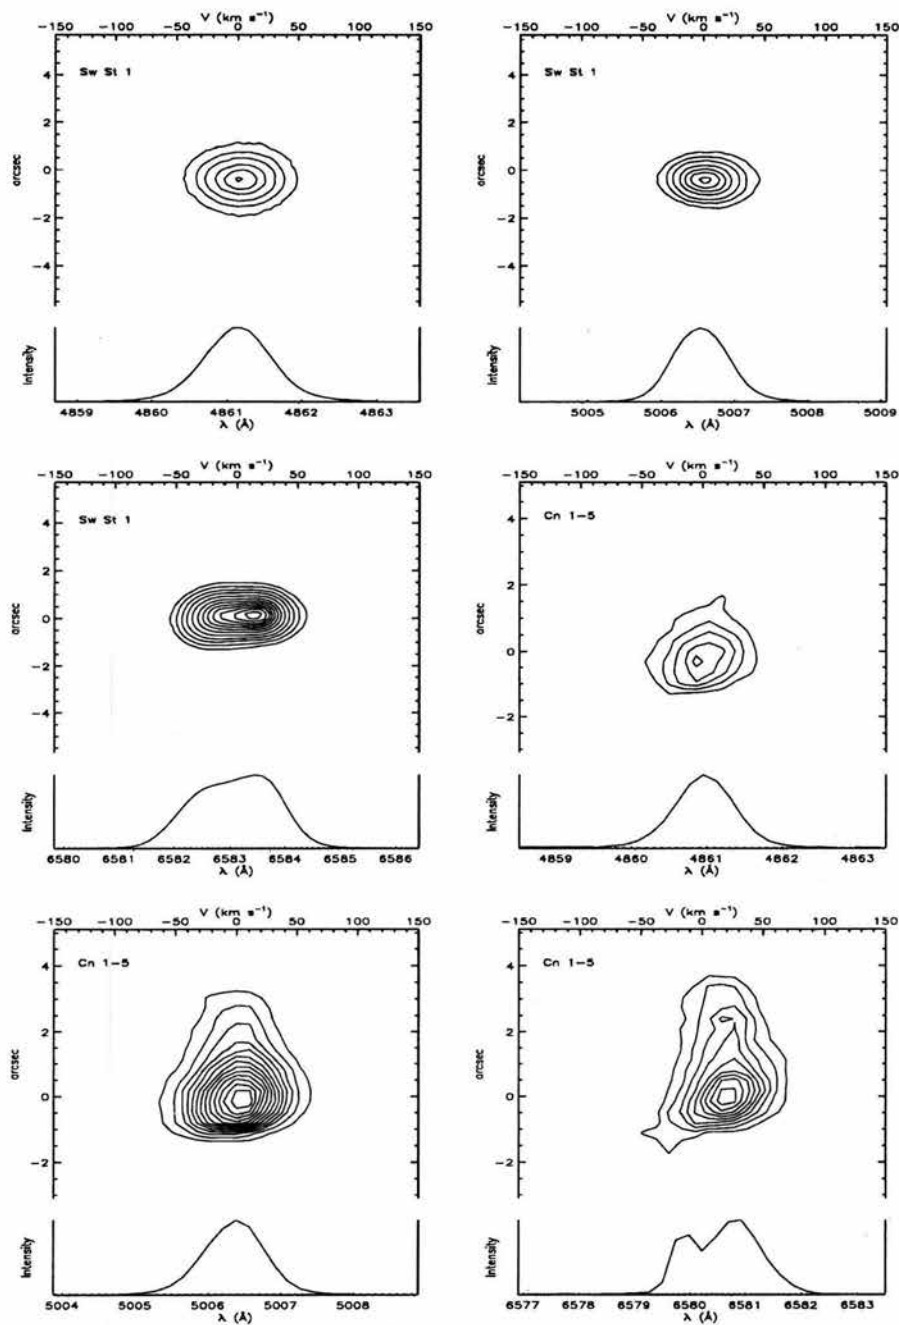 V (km s⁻¹)
−150 −100 −50 0 50 100 150
Sw St 1
arcsec
4
2
0
−2
−4
Intensity
4859 4860 4861 4862 4863
λ (Å)
V (km s⁻¹)
−150 −100 −50 0 50 100 150
Sw St 1
arcsec
4
2
0
−2
−4
Intensity
5005 5006 5007 5008 5009
λ (Å)
V (km s⁻¹)
−150 −100 −50 0 50 100 150
Sw St 1
arcsec
4
2
0
−2
−4
Intensity
6580 6581 6582 6583 6584 6585 6586
λ (Å)
V (km s⁻¹)
−150 −100 −50 0 50 100 150
Cn 1−5
arcsec
4
2
0
−2
Intensity
4859 4860 4861 4862 4863
λ (Å)
V (km s⁻¹)
−150 −100 −50 0 50 100 150
Cn 1−5
arcsec
4
2
0
−2
Intensity
5004 5005 5006 5007 5008
λ (Å)
V (km s⁻¹)
−150 −100 −50 0 50 100 150
Cn 1−5
arcsec
4
2
0
−2
Intensity
6577 6578 6579 6580 6581 6582 6583
λ (Å)